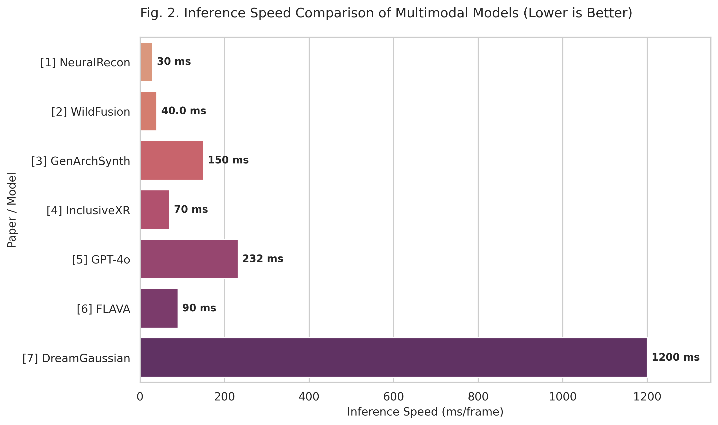 Fig. 2. Inference Speed Comparison of Multimodal Models (Lower is Better)
Paper / Model
[1] NeuralRecon
30 ms
[2] WildFusion
40.0 ms
[3] GenArchSynth
150 ms
[4] InclusiveXR
70 ms
[5] GPT-4o
232 ms
[6] FLAVA
90 ms
[7] DreamGaussian
1200 ms
0 200 400 600 800 1000 1200
Inference Speed (ms/frame)